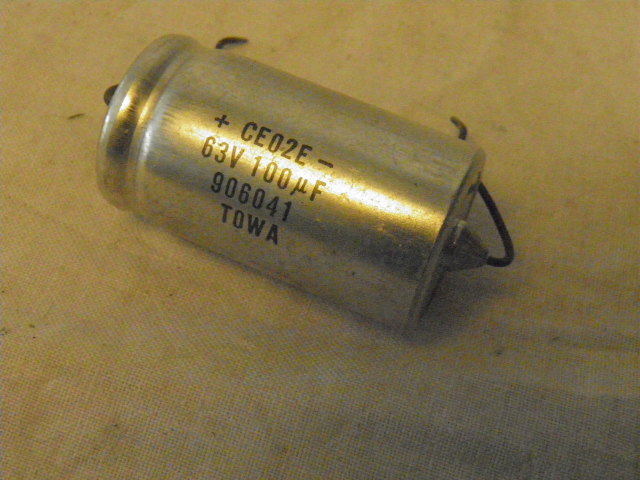 + CE02E -
63V 100µF
906041
TOWA